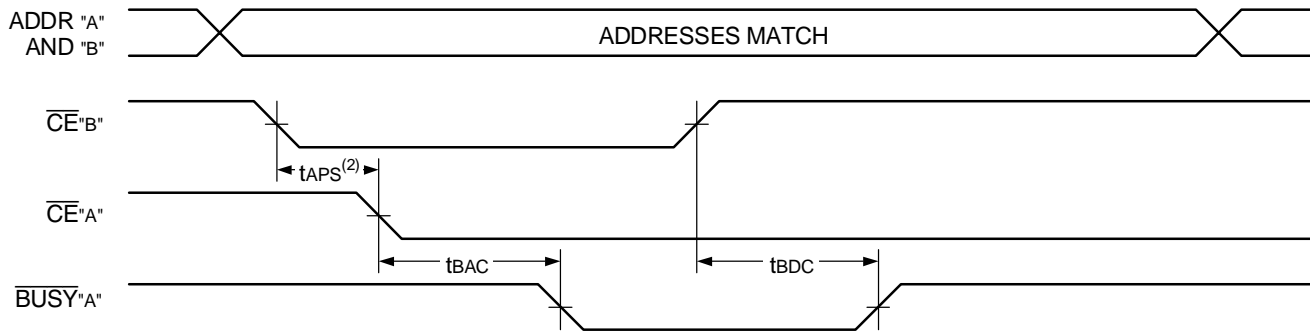 ADDR "A"
AND "B"
ADDRESSES MATCH
CE"B"
tAPS(2)
CE"A"
tBAC
tBDC
BUSY"A"